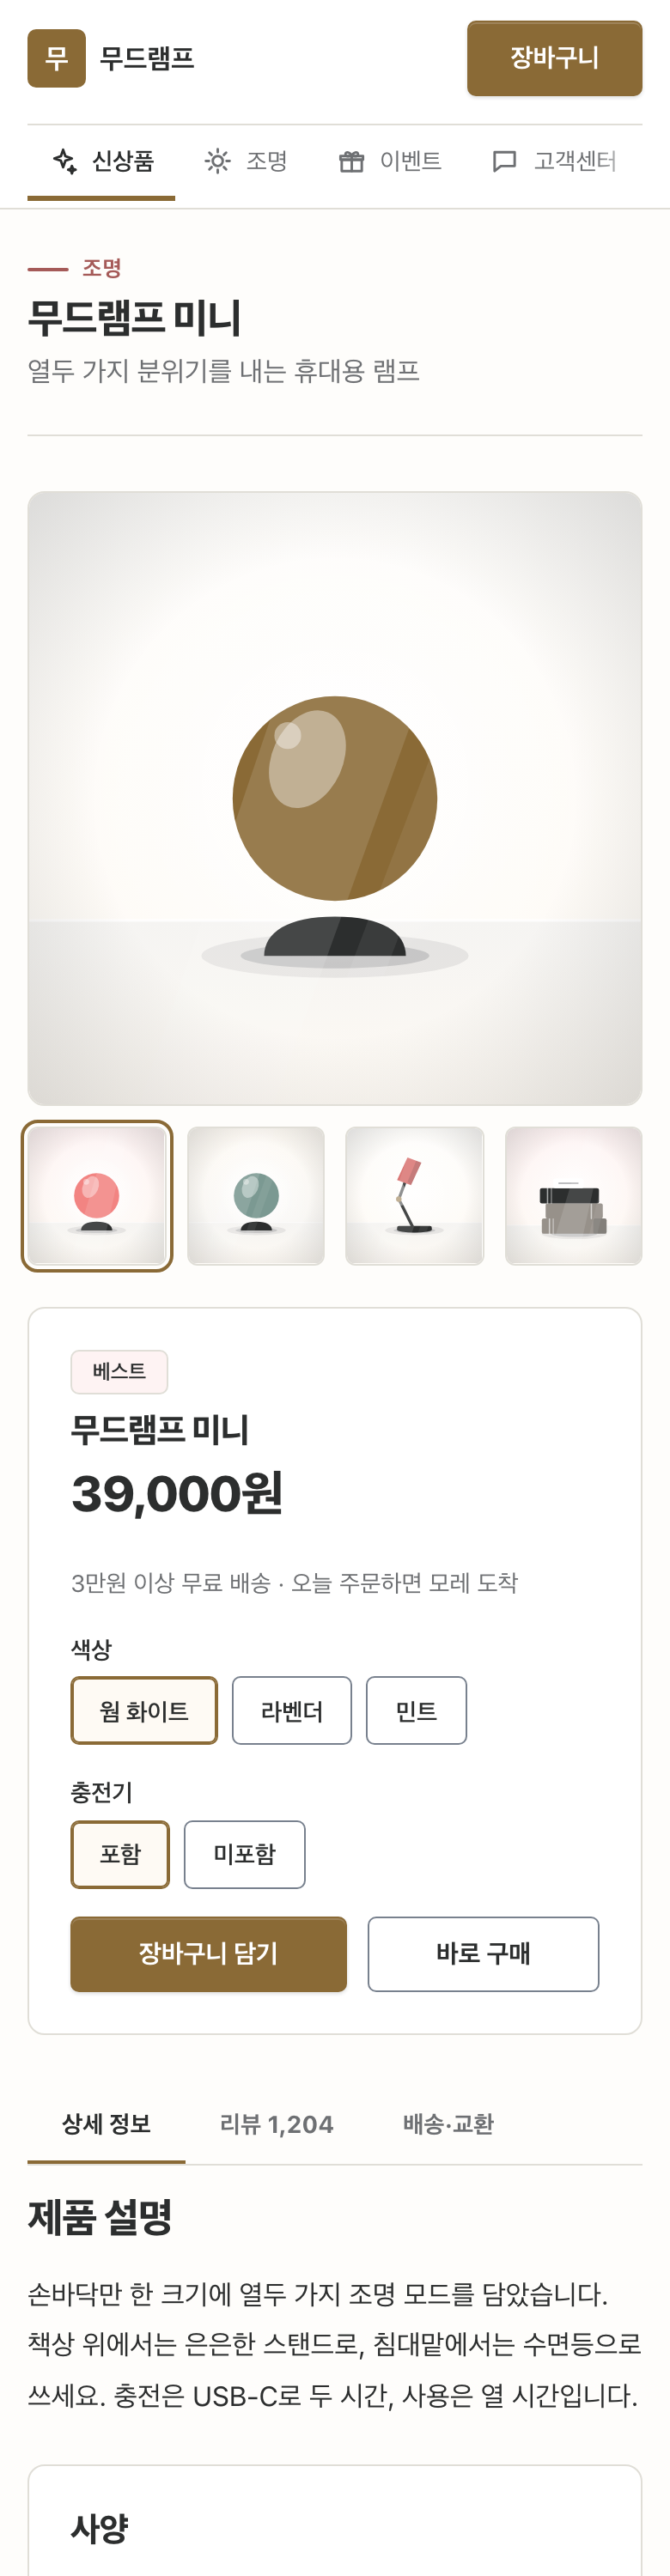 무 무드램프 장바구니
신상품 조명 이벤트 고객센터
조명
무드램프 미니
열두 가지 분위기를 내는 휴대용 램프
베스트
무드램프 미니
39,000원
3만원 이상 무료 배송 · 오늘 주문하면 모레 도착
색상
웜 화이트 라벤더 민트
충전기
포함 미포함
장바구니 담기 바로 구매
상세 정보 리뷰 1,204 배송·교환
제품 설명
손바닥만 한 크기에 열두 가지 조명 모드를 담았습니다.
책상 위에서는 은은한 스탠드로, 침대맡에서는 수면등으로
쓰세요. 충전은 USB-C로 두 시간, 사용은 열 시간입니다.
사양